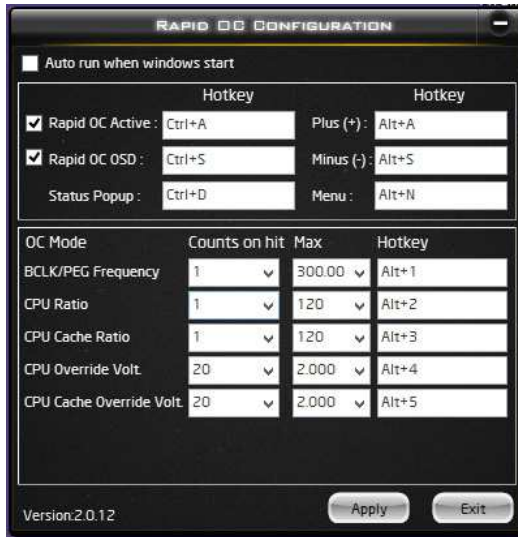 RAPID OC CONFIGURATION
Auto run when windows start
Hotkey Hotkey
Rapid OC Active : Ctrl+A Plus (+) : Alt+A
Rapid OC OSD : Ctrl+S Minus (-) : Alt+S
Status Popup : Ctrl+D Menu : Alt+N
OC Mode Counts on hit Max Hotkey
BCLK/PEG Frequency 1 300.00 Alt+1
CPU Ratio 1 120 Alt+2
CPU Cache Ratio 1 120 Alt+3
CPU Override Volt. 20 2.000 Alt+4
CPU Cache Override Volt. 20 2.000 Alt+5
Version:2.0.12 Apply Exit